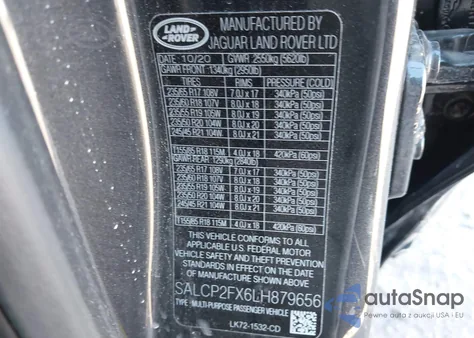 LAND ROVER
MANUFACTURED BY
JAGUAR LAND ROVER LTD
DATE: 10/20 GVWR 2550kg (5620lb)
GAWR FRONT: 1340kg (2950lb)
TIRES RIMS PRESSURE (COLD)
235/65 R17 108V 7.0J x 17 340kPa (50psi)
235/60 R18 107V 8.0J x 18 340kPa (50psi)
235/55 R19 105W 8.0J x 19 340kPa (50psi)
235/50 R20 104W 8.0J x 20 340kPa (50psi)
245/45 R21 104W 8.0J x 21 340kPa (50psi)
T155/85 R18 115M 4.0J x 18 420kPa (60psi)
GAWR REAR: 1290kg (2840lb)
235/65 R17 108V 7.0J x 17 340kPa (50psi)
235/60 R18 107V 8.0J x 18 340kPa (50psi)
235/55 R19 105W 8.0J x 19 340kPa (50psi)
235/50 R20 104W 8.0J x 20 340kPa (50psi)
245/45 R21 104W 8.0J x 21 340kPa (50psi)
T155/85 R18 115M 4.0J x 18 420kPa (60psi)
THIS VEHICLE CONFORMS TO ALL
APPLICABLE U.S. FEDERAL MOTOR
VEHICLE SAFETY AND THEFT PREVENTION
STANDARDS IN EFFECT ON THE DATE
OF MANUFACTURE SHOWN ABOVE
SALCP2FX6LH879656
TYPE: MULTI-PURPOSE PASSENGER VEHICLE
LK72-1532-CD
autoSnap
Powered by AutoBidMaster